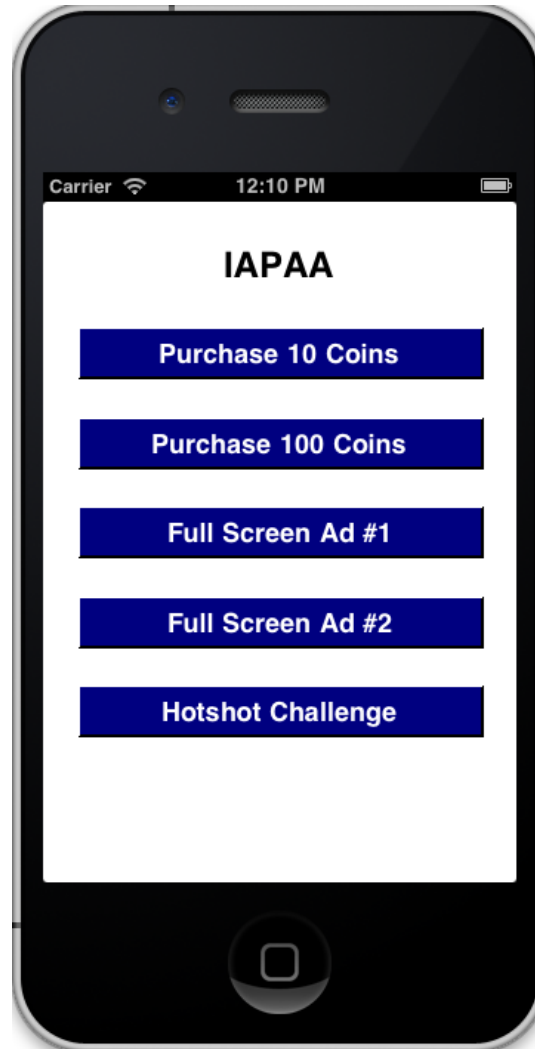 Carrier 12:10 PM
IAPAA
Purchase 10 Coins
Purchase 100 Coins
Full Screen Ad #1
Full Screen Ad #2
Hotshot Challenge